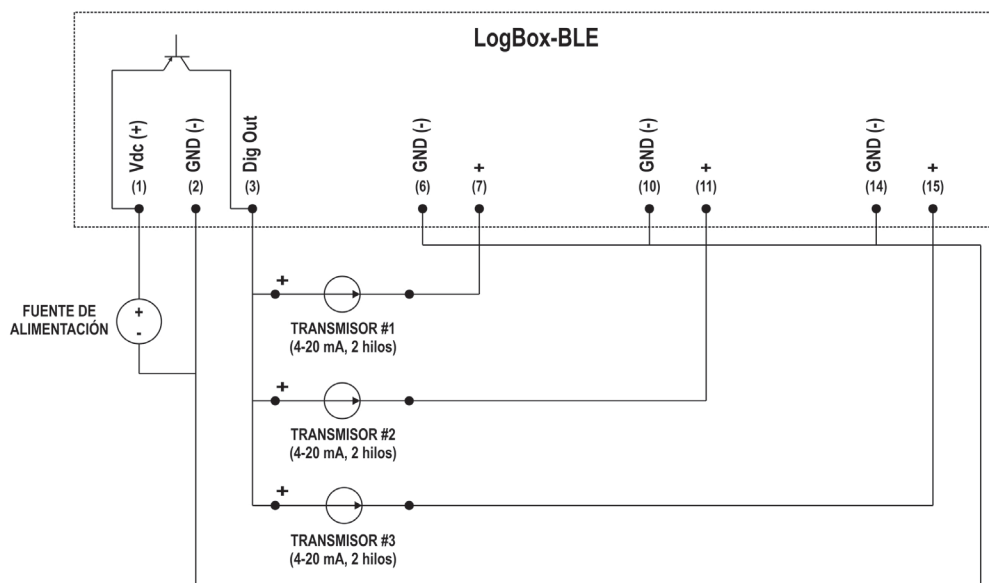 LogBox-BLE
Vdc (+)
(1)
GND (-)
(2)
Dig Out
(3)
GND (-)
(6)
+
(7)
GND (-)
(10)
+
(11)
GND (-)
(14)
+
(15)
FUENTE DE
ALIMENTACIÓN
+
-
+
TRANSMISOR #1
(4-20 mA, 2 hilos)
+
TRANSMISOR #2
(4-20 mA, 2 hilos)
+
TRANSMISOR #3
(4-20 mA, 2 hilos)